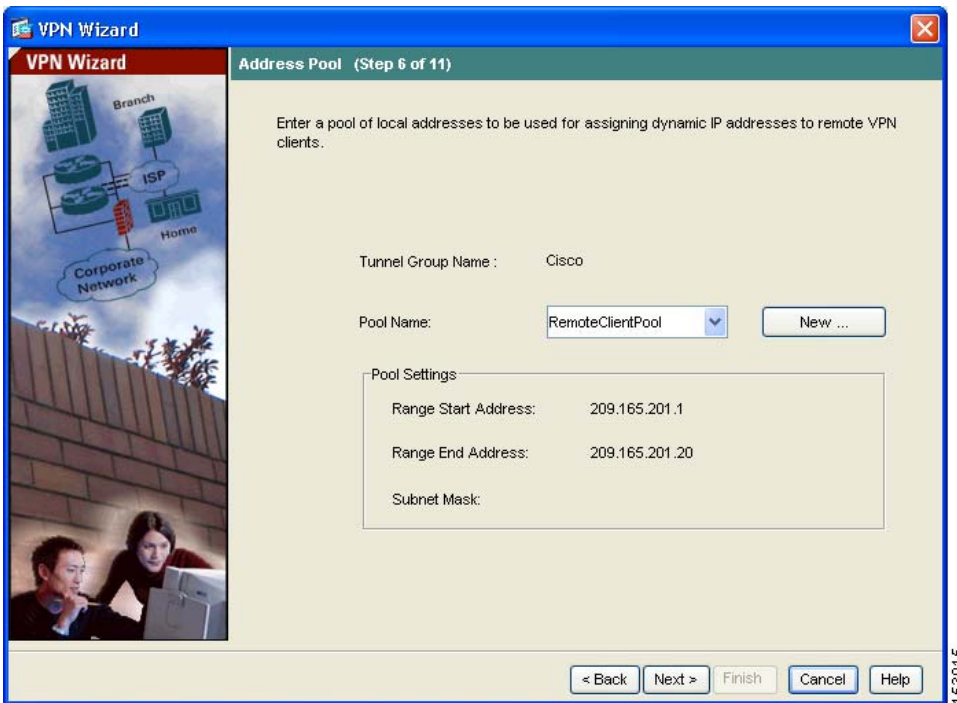 VPN Wizard
VPN Wizard
Address Pool (Step 6 of 11)
Branch
ISP
Home
Corporate
Network
Enter a pool of local addresses to be used for assigning dynamic IP addresses to remote VPN
clients.
Tunnel Group Name : Cisco
Pool Name: RemoteClientPool New ...
Pool Settings
Range Start Address: 209.165.201.1
Range End Address: 209.165.201.20
Subnet Mask:
< Back Next > Finish Cancel Help